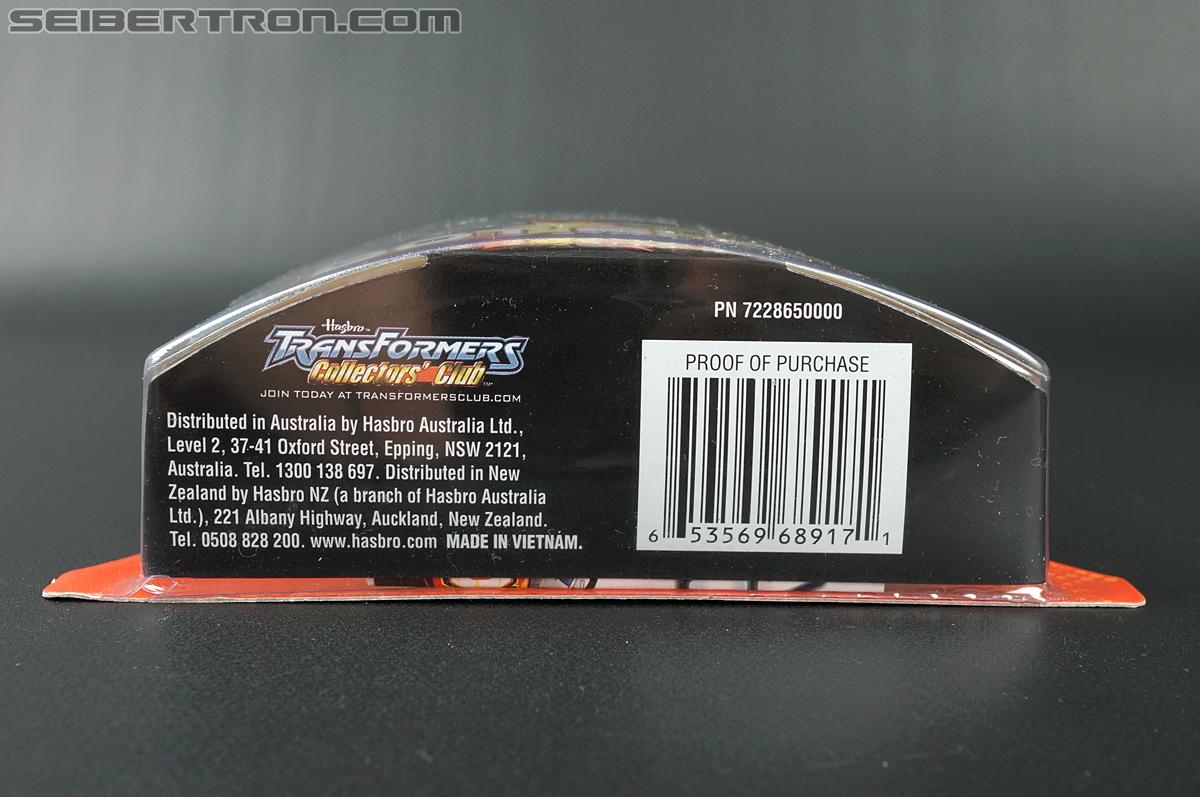 SEIBERTRON.COM
PN 7228650000
Hasbro™
TRANSFORMERS
Collectors' Club™
JOIN TODAY AT TRANSFORMERSCLUB.COM
Distributed in Australia by Hasbro Australia Ltd.,
Level 2, 37-41 Oxford Street, Epping, NSW 2121,
Australia. Tel. 1300 138 697. Distributed in New
Zealand by Hasbro NZ (a branch of Hasbro Australia
Ltd.), 221 Albany Highway, Auckland, New Zealand.
Tel. 0508 828 200. www.hasbro.com MADE IN VIETNAM.
PROOF OF PURCHASE
6 53569 68917 1